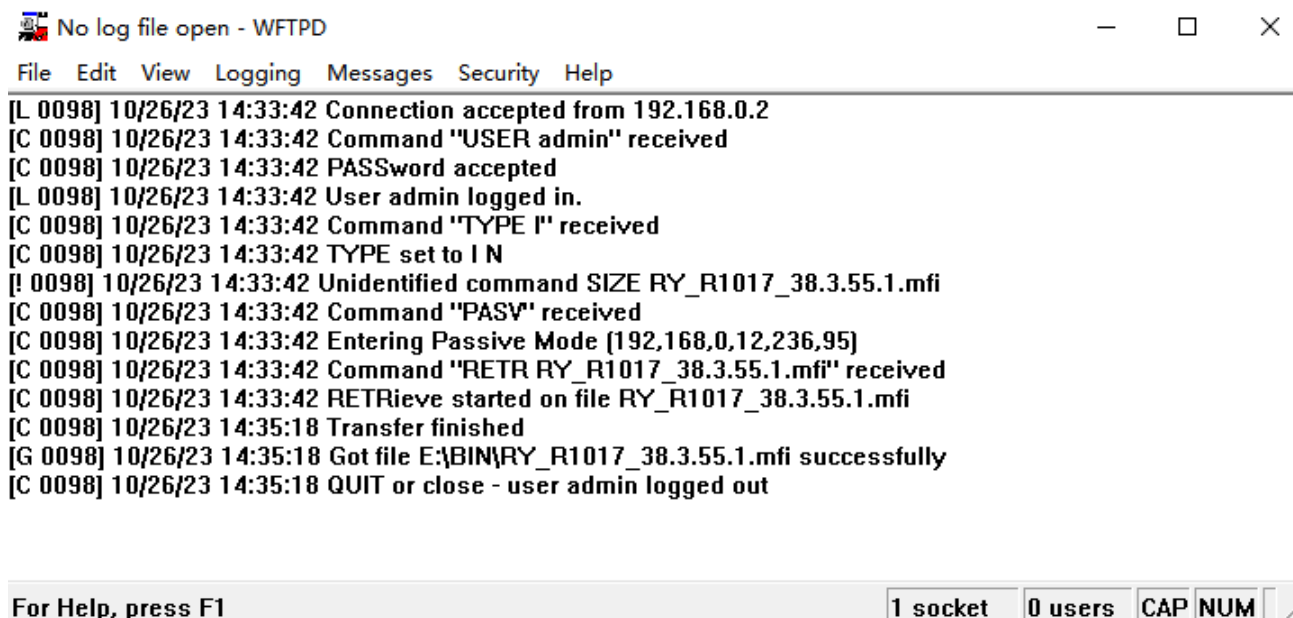 No log file open - WFTPD
File Edit View Logging Messages Security Help
[L 0098] 10/26/23 14:33:42 Connection accepted from 192.168.0.2
[C 0098] 10/26/23 14:33:42 Command "USER admin" received
[C 0098] 10/26/23 14:33:42 PASSword accepted
[L 0098] 10/26/23 14:33:42 User admin logged in.
[C 0098] 10/26/23 14:33:42 Command "TYPE I" received
[C 0098] 10/26/23 14:33:42 TYPE set to I N
[! 0098] 10/26/23 14:33:42 Unidentified command SIZE RY_R1017_38.3.55.1.mfi
[C 0098] 10/26/23 14:33:42 Command "PASV" received
[C 0098] 10/26/23 14:33:42 Entering Passive Mode (192,168,0,12,236,95)
[C 0098] 10/26/23 14:33:42 Command "RETR RY_R1017_38.3.55.1.mfi" received
[C 0098] 10/26/23 14:33:42 RETRieve started on file RY_R1017_38.3.55.1.mfi
[C 0098] 10/26/23 14:35:18 Transfer finished
[G 0098] 10/26/23 14:35:18 Got file E:\BIN\RY_R1017_38.3.55.1.mfi successfully
[C 0098] 10/26/23 14:35:18 QUIT or close - user admin logged out
For Help, press F1 1 socket 0 users CAP NUM